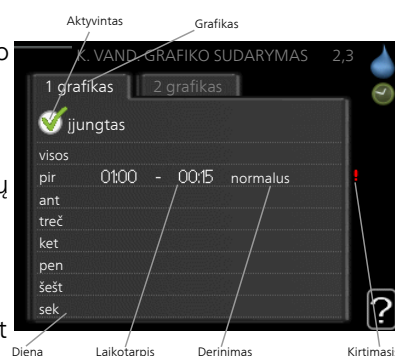 Aktyvintas
Grafikas
o
K. VAND. GRAFIKO SUDARYMAS 2,3
1 grafikas 2 grafikas
įjungtas
visos
pir 01:00 - 00:15 normalus !
ų
ant
treč
ket
pen
šešt
sek ?
t
Diena Laikotarpis Derinimas Kirtimasi